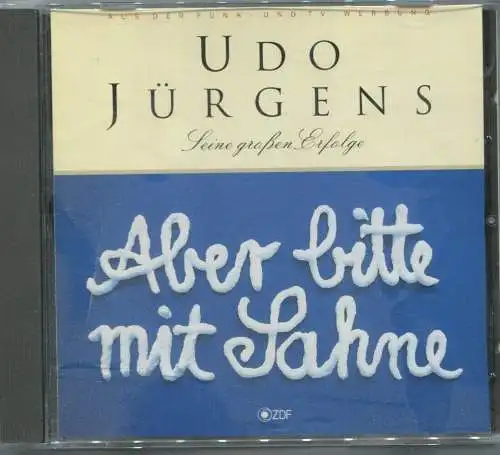 AUS DER FUNK- UND TV-WERBUNG
UDO
JÜRGENS
Seine großen Erfolge
Aber bitte
mit Sahne
ZDF